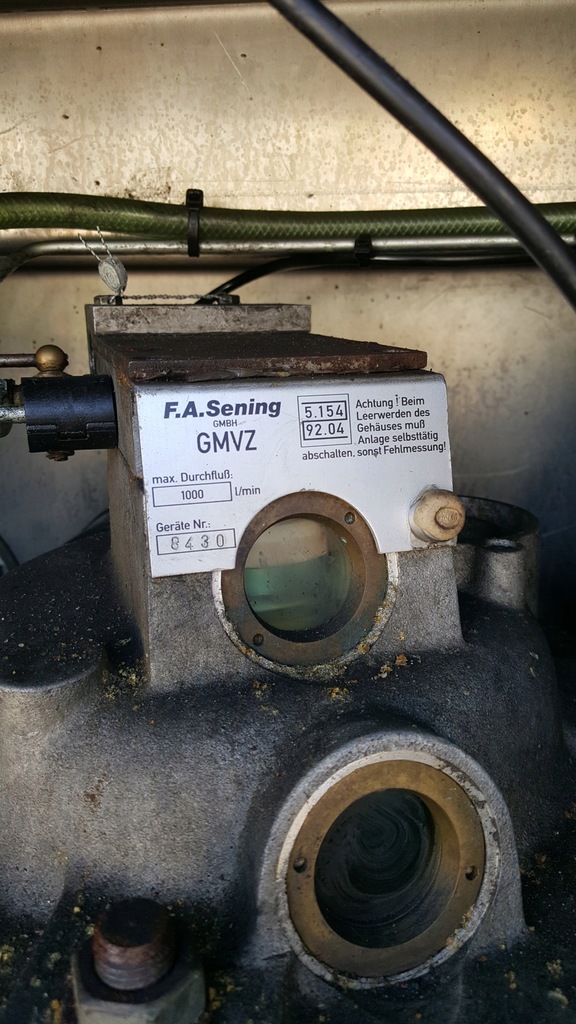 F.A.Sening
GMBH
GMVZ
5.154
92.04
Achtung ! Beim
Leerwerden des
Gehäuses muß
Anlage selbsttätig
abschalten, sonst Fehlmessung!
max. Durchfluß:
1000 l/min
Geräte Nr.:
8430